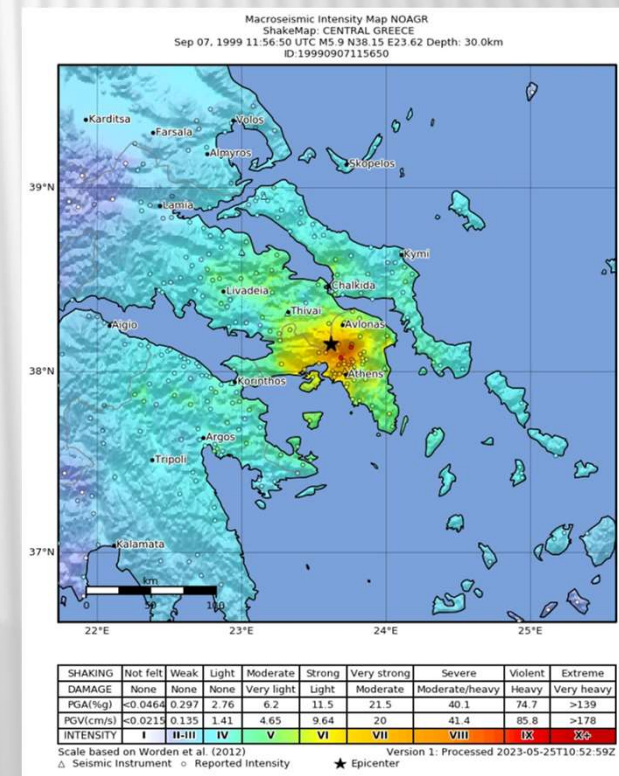 Macroseismic Intensity Map NOAGR
ShakeMap: CENTRAL GREECE
Sep 07, 1999 11:56:50 UTC M5.9 N38.15 E23.62 Depth: 30.0km
ID:19990907115650
Karditsa
Volos
Farsala
Almyros
Skopelos
39°N
Lamia
Kymi
Livadeia
Chalkida
Thivai
Aigio
Avlonas
38°N
Korinthos
Athens
Argos
Tripoli
37°N
Kalamata
km
0 50 100
22°E 23°E 24°E 25°E
SHAKING Not felt Weak Light Moderate Strong Very strong Severe Violent Extreme
DAMAGE None None None Very light Light Moderate Moderate/heavy Heavy Very heavy
PGA(%g) <0.0464 0.297 2.76 6.2 11.5 21.5 40.1 74.7 >139
PGV(cm/s) <0.0215 0.135 1.41 4.65 9.64 20 41.4 85.8 >178
INTENSITY I II-III IV V VI VII VIII IX X+
Scale based on Worden et al. (2012) Version 1: Processed 2023-05-25T10:52:59Z
△ Seismic Instrument ○ Reported Intensity ★ Epicenter